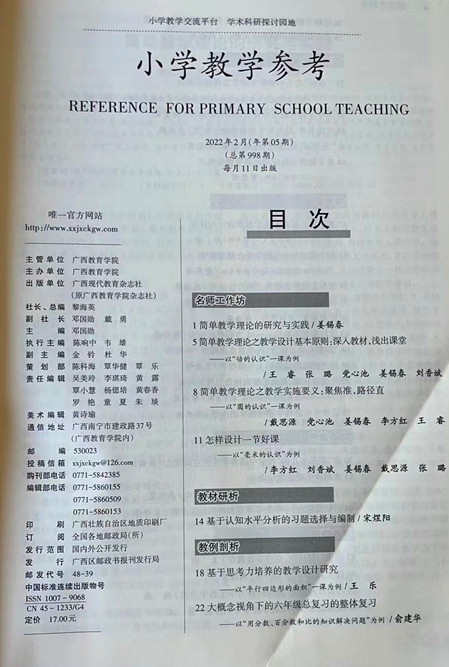 小学教学交流平台 学术科研探讨园地
小学教学参考
REFERENCE FOR PRIMARY SCHOOL TEACHING
2022年2月(年第05期)
(总第998期)
每月11日出版
唯一官方网站
http://www.xxjxckgw.com
主管单位 广西教育学院
主办单位 广西教育学院
出版单位 广西现代教育杂志社
(原广西教育学院杂志社)
社长、总编 黎海英
副社长 邓国勋 戴勇
主编 邓国勋
执行主编 陈响中 韦雄
副主编 金铃 杜华
策划部 陈科海 覃华健 覃乐
责任编辑 吴美玲 李琪琦 黄露
覃小慧 杨偲培 黄春香
罗艳 童夏 朱琰
美术编辑 黄诗瑜
通信地址 广西南宁市建政路37号
(广西教育学院内)
邮编 530023
投稿信箱 xxjxckgw@126.com
购刊部电话 0771-5842385
编辑部电话 0771-5860155
0771-5860509
0771-5860153
印刷 广西壮族自治区地质印刷厂
订阅 全国各地邮政局(所)
发行范围 国内外公开发行
发行 广西区邮政书报刊发行局
邮发代号 48-39
中国标准连续出版物号
ISSN 1007-9068
CN 45-1233/G4
定价 17.00元
目次
名师工作坊
1 简单教学理论的研究与实践/姜锡春
5 简单教学理论之教学设计基本原则:深入教材,浅出课堂
——以“倍的认识”一课为例
/王睿 张璐 党心池 姜锡春 刘香斌
8 简单教学理论之教学实施要义:聚焦准,路径直
——以“圆的认识”一课为例
/戴思源 党心池 姜锡春 李方红 王睿
11 怎样设计一节好课
——以“毫米的认识”为例
/李方红 刘香斌 姜锡春 戴思源 张璐
教材研析
14 基于认知水平分析的习题选择与编制/宋煜阳
教例剖析
18 基于思考力培养的教学设计研究
——以“平行四边形的面积”一课为例/王乐
22 大概念视角下的六年级总复习的整体复习
——以“用分数、百分数和比的知识解决问题”为例/俞建华